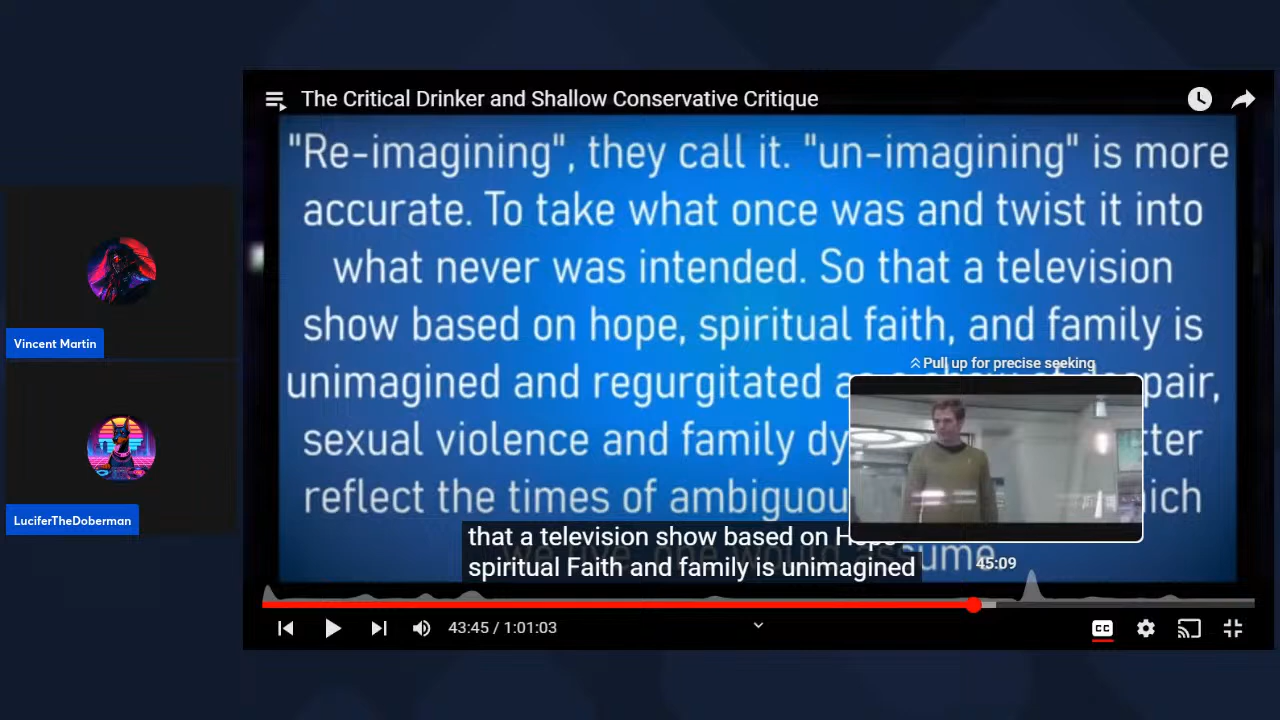 The Critical Drinker and Shallow Conservative Critique
"Re-imagining", they call it. "un-imagining" is more
accurate. To take what once was and twist it into
what never was intended. So that a television
show based on hope, spiritual faith, and family is
unimagined and regurgitated
pair,
sexual violence and family
reflect the times of
Pull up for precise seeking
that a television show based on Hope
spiritual Faith and family is unimagined
45:09
43:45 / 1:01:03
CC
Vincent Martin
LuciferTheDoberman